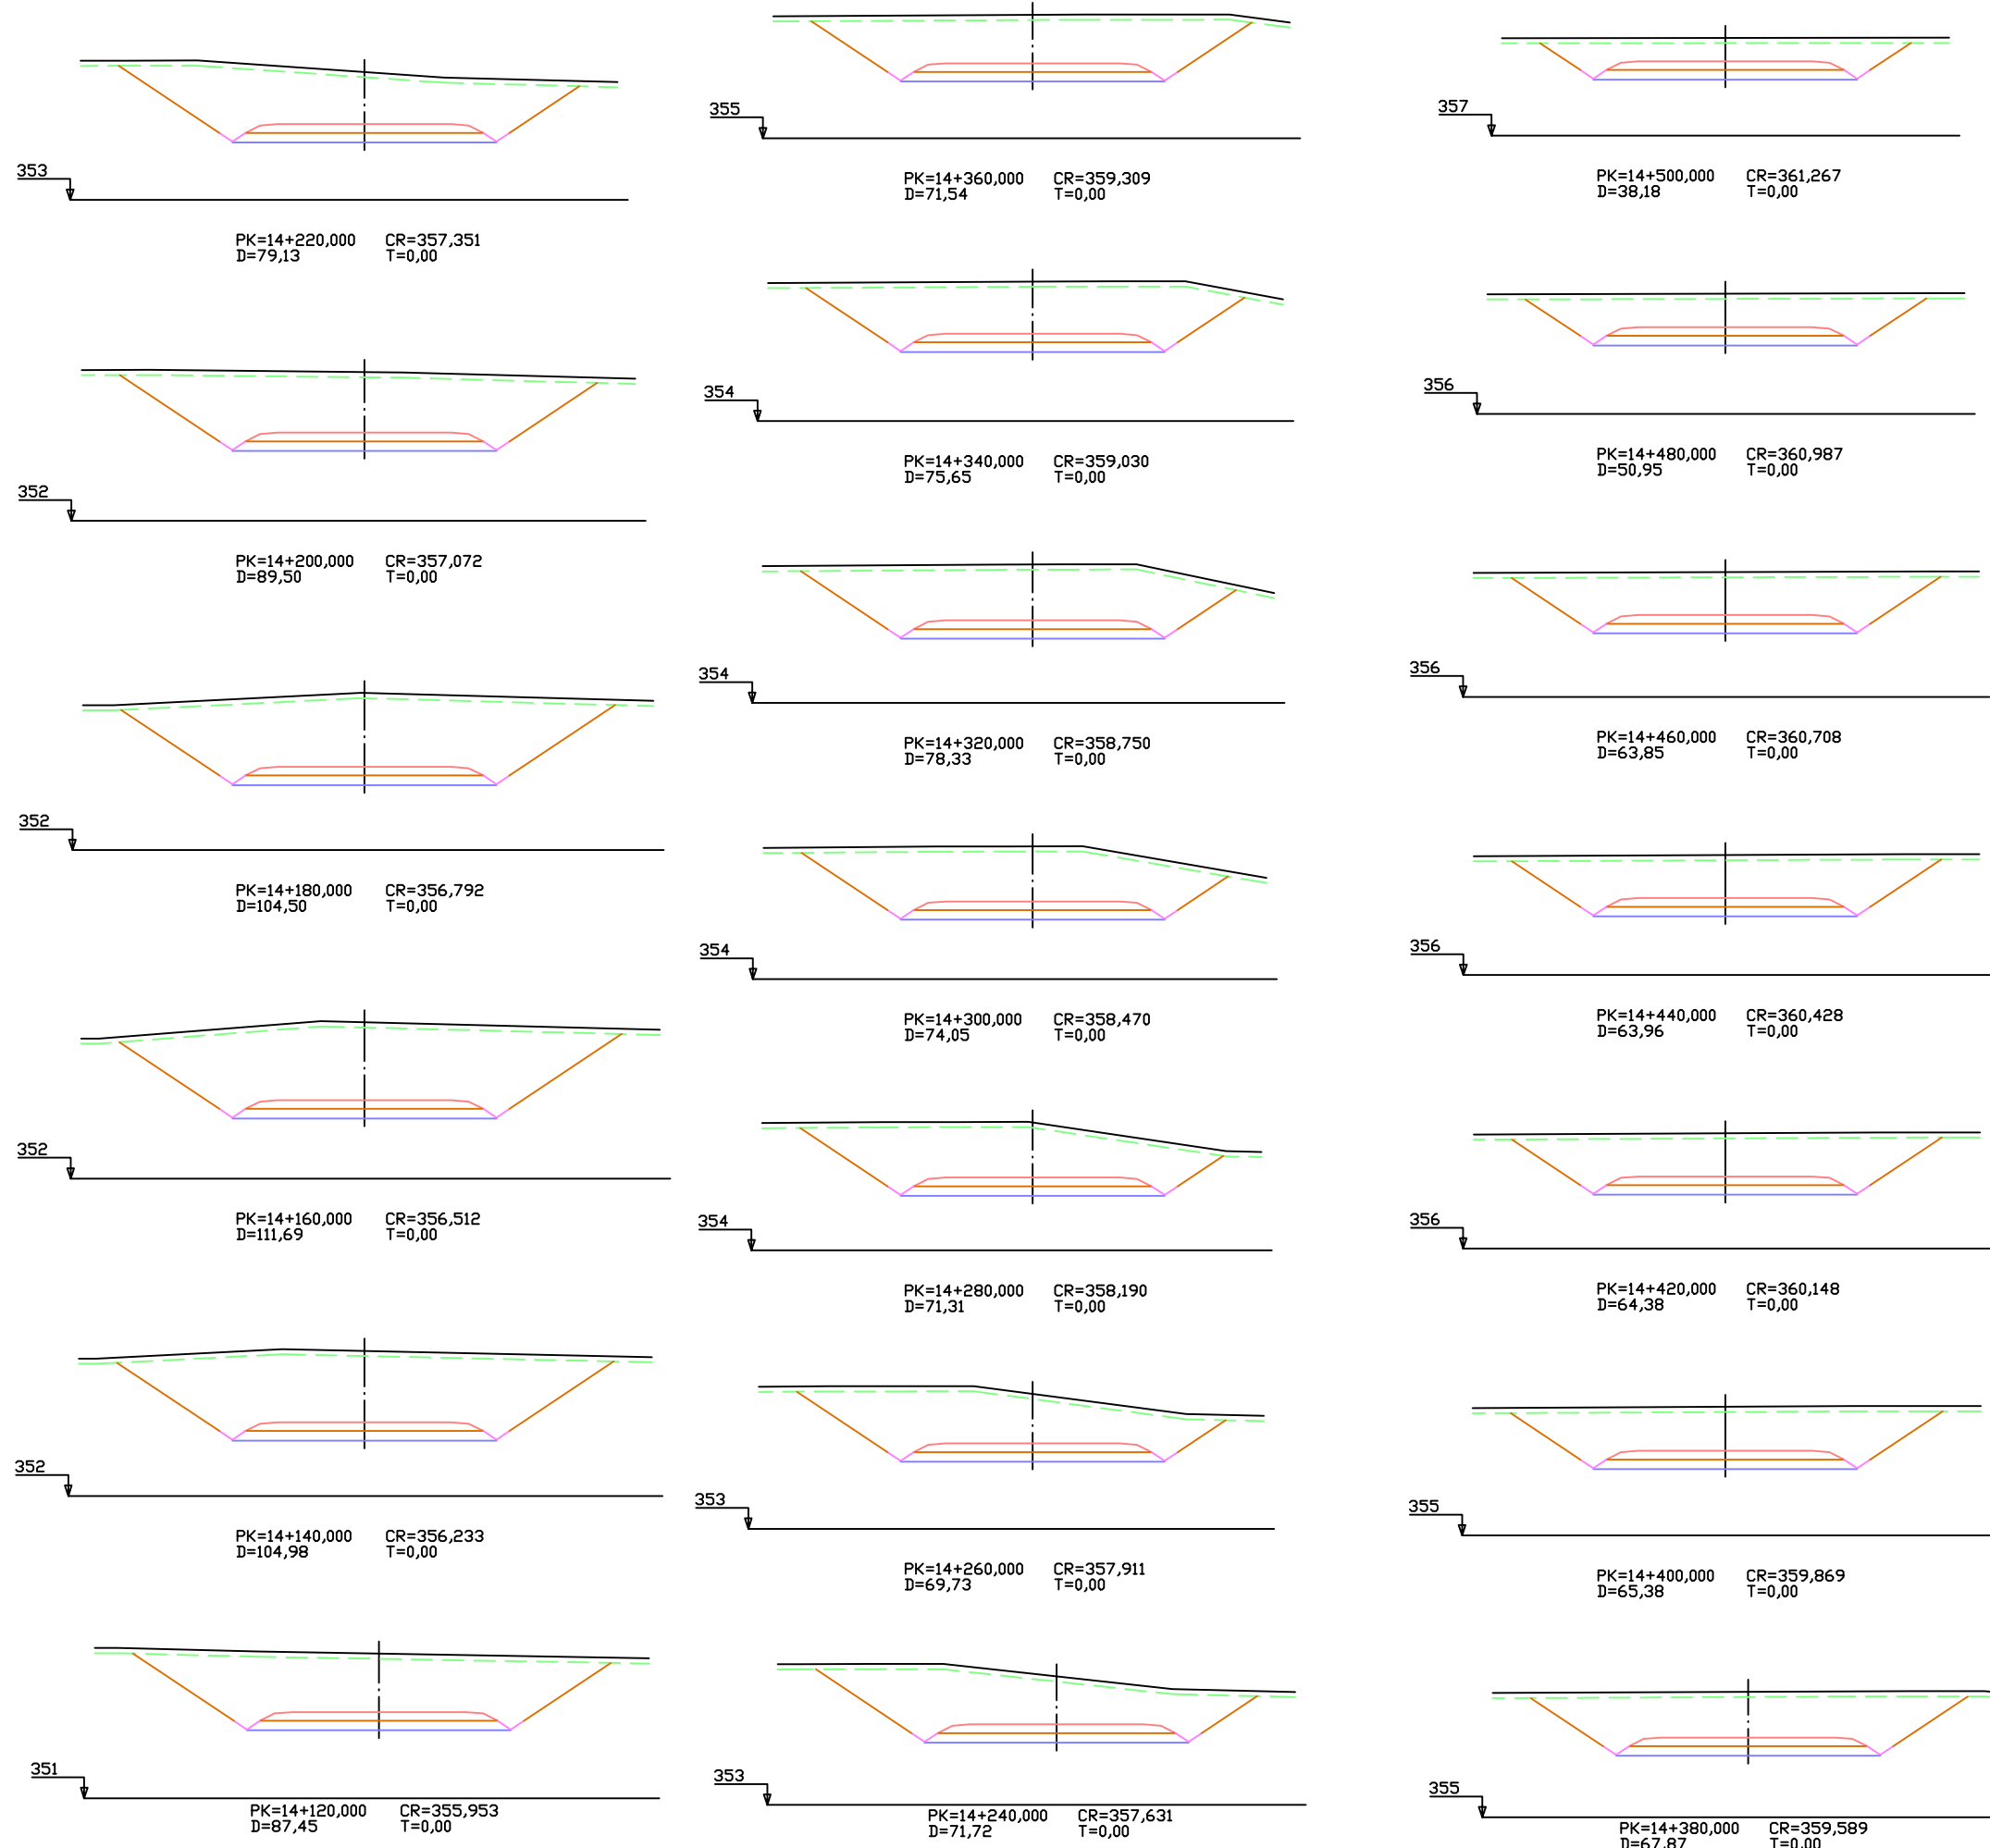 353
PK=14+220,000 CR=357,351
D=79,13 T=0,00
352
PK=14+200,000 CR=357,072
D=89,50 T=0,00
352
PK=14+180,000 CR=356,792
D=104,50 T=0,00
352
PK=14+160,000 CR=356,512
D=111,69 T=0,00
352
PK=14+140,000 CR=356,233
D=104,98 T=0,00
351
PK=14+120,000 CR=355,953
D=87,45 T=0,00
355
PK=14+360,000 CR=359,309
D=71,54 T=0,00
354
PK=14+340,000 CR=359,030
D=75,65 T=0,00
354
PK=14+320,000 CR=358,750
D=78,33 T=0,00
354
PK=14+300,000 CR=358,470
D=74,05 T=0,00
354
PK=14+280,000 CR=358,190
D=71,31 T=0,00
353
PK=14+260,000 CR=357,911
D=69,73 T=0,00
353
PK=14+240,000 CR=357,631
D=71,72 T=0,00
357
PK=14+500,000 CR=361,267
D=38,18 T=0,00
356
PK=14+480,000 CR=360,987
D=50,95 T=0,00
356
PK=14+460,000 CR=360,708
D=63,85 T=0,00
356
PK=14+440,000 CR=360,428
D=63,96 T=0,00
356
PK=14+420,000 CR=360,148
D=64,38 T=0,00
355
PK=14+400,000 CR=359,869
D=65,38 T=0,00
355
PK=14+380,000 CR=359,589
D=67,87 T=0,00